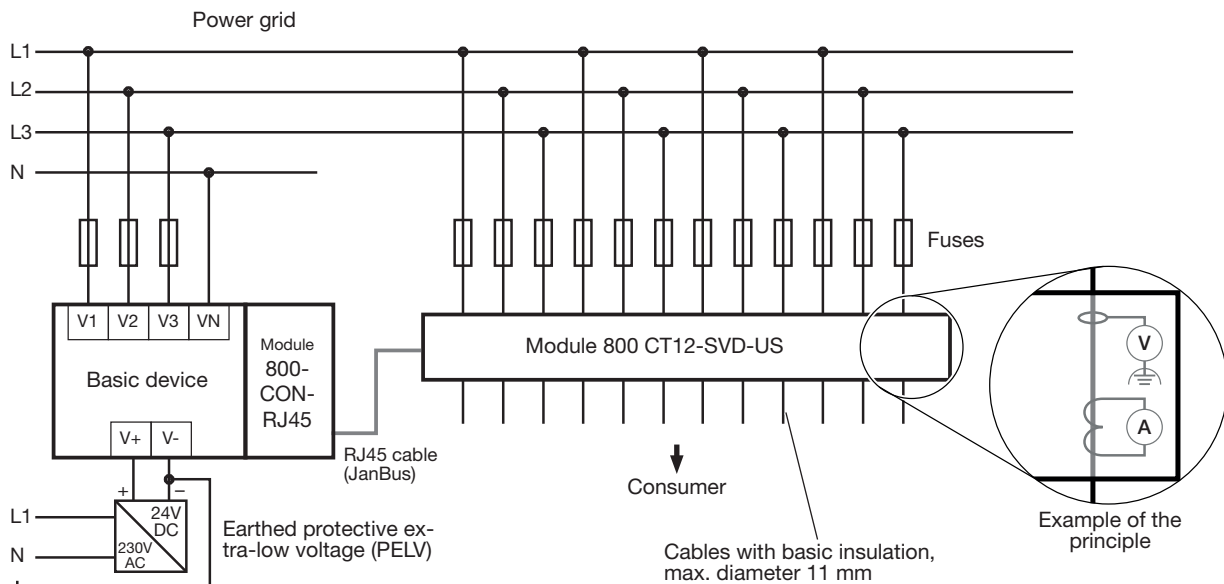 Power grid
L1
L2
L3
N
Fuses
V1 V2 V3 VN
Basic device
V+ V-
Module
800-
CON-
RJ45
Module 800 CT12-SVD-US
RJ45 cable
(JanBus)
Consumer
V
A
Example of the
principle
Cables with basic insulation,
max. diameter 11 mm
+ −
24V
DC
230V
AC
L1
N
Earthed protective ex-
tra-low voltage (PELV)